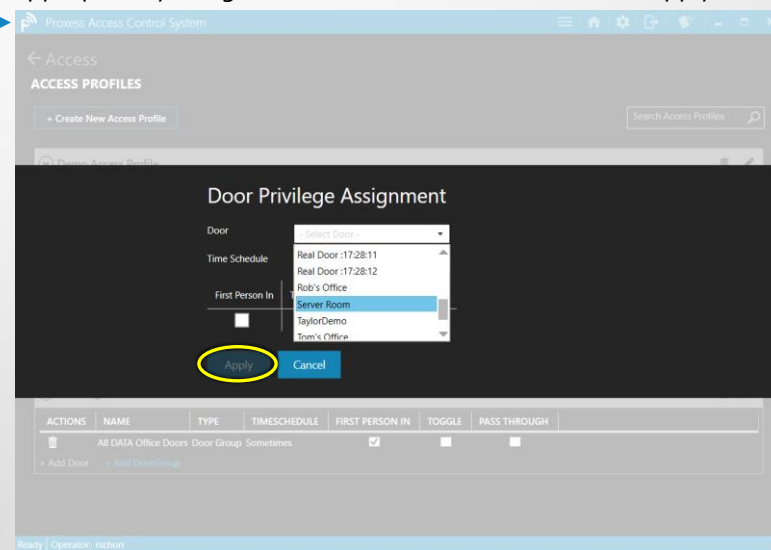 Proxess Access Control System
Access
ACCESS PROFILES
+ Create New Access Profile
Search Access Profiles
Demo Access Profile
Door Privilege Assignment
Door
- Select Door -
Time Schedule
Real Door :17:28:11
Real Door :17:28:12
Rob's Office
Server Room
TaylorDemo
Tom's Office
First Person In
Apply
Cancel
ACTIONS NAME TYPE TIMESCHEDULE FIRST PERSON IN TOGGLE PASS THROUGH
All DATA Office Doors Door Group Sometimes
+ Add Door + Add DoorGroup
Ready Operator: rschorr